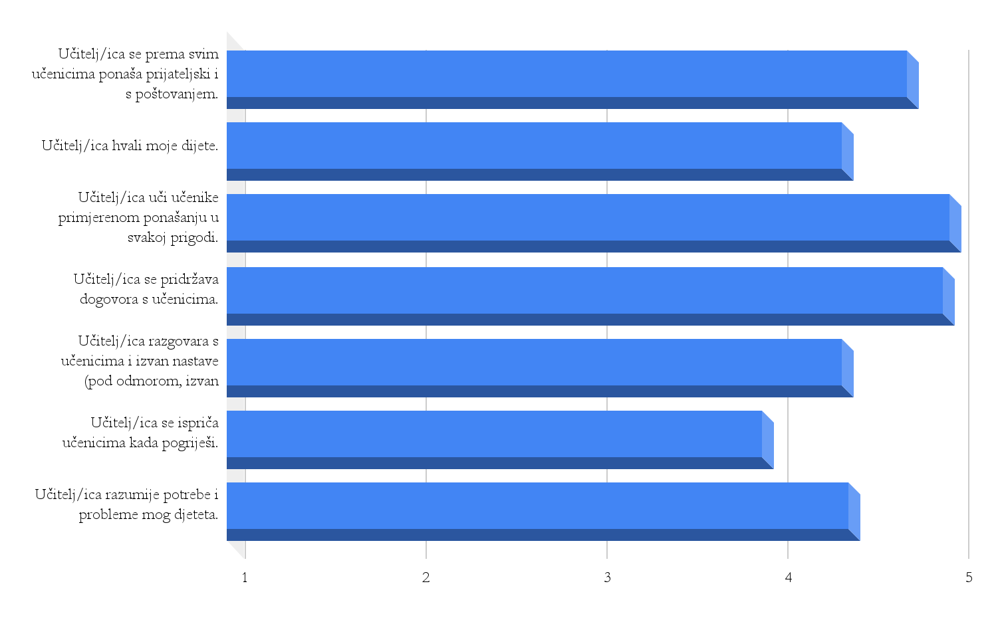 Učitelj/ica se prema svim
učenicima ponaša prijateljski i
s poštovanjem.
Učitelj/ica hvali moje dijete.
Učitelj/ica uči učenike
primjerenom ponašanju u
svakoj prigodi.
Učitelj/ica se pridržava
dogovora s učenicima.
Učitelj/ica razgovara s
učenicima i izvan nastave
(pod odmorom, izvan
Učitelj/ica se ispriča
učenicima kada pogriješi.
Učitelj/ica razumije potrebe i
probleme mog djeteta.
1 2 3 4 5